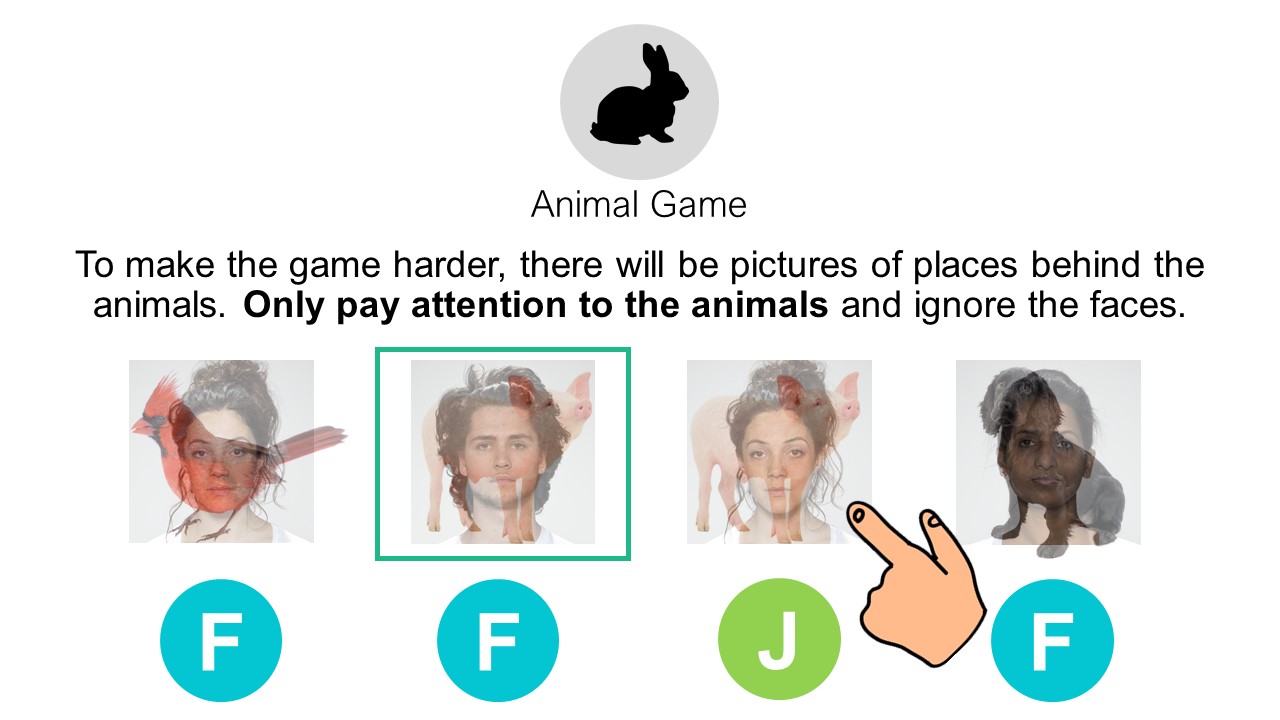 Animal Game
To make the game harder, there will be pictures of places behind the
animals. Only pay attention to the animals and ignore the faces.
F F J F